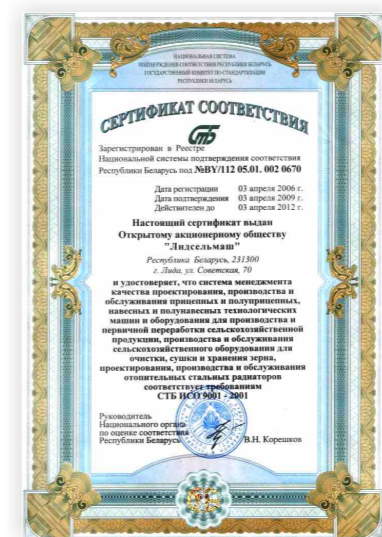 НАЦИОНАЛЬНАЯ СИСТЕМА
ПОДТВЕРЖДЕНИЯ СООТВЕТСТВИЯ РЕСПУБЛИКИ БЕЛАРУСЬ
ГОСУДАРСТВЕННЫЙ КОМИТЕТ ПО СТАНДАРТИЗАЦИИ
РЕСПУБЛИКИ БЕЛАРУСЬ
СЕРТИФИКАТ СООТВЕТСТВИЯ
СТБ
Зарегистрирован в Реестре
Национальной системы подтверждения соответствия
Республики Беларусь под №BY/112 05.01. 002 0670
Дата регистрации 03 апреля 2006 г.
Дата подтверждения 03 апреля 2009 г.
Действителен до 03 апреля 2012 г.
Настоящий сертификат выдан
Открытому акционерному обществу
"Лидсельмаш"
Республика Беларусь, 231300
г. Лида, ул. Советская, 70
и удостоверяет, что система менеджмента
качества проектирования, производства и
обслуживания прицепных и полуприцепных,
навесных и полунавесных технологических
машин и оборудования для производства и
первичной переработки сельскохозяйственной
продукции, производства и обслуживания
сельскохозяйственного оборудования для
очистки, сушки и хранения зерна,
проектирования, производства и обслуживания
отопительных стальных радиаторов
соответствует требованиям
СТБ ИСО 9001 - 2001
Руководитель
Национального органа
по оценке соответствия
Республики Беларусь В.Н. Корешков